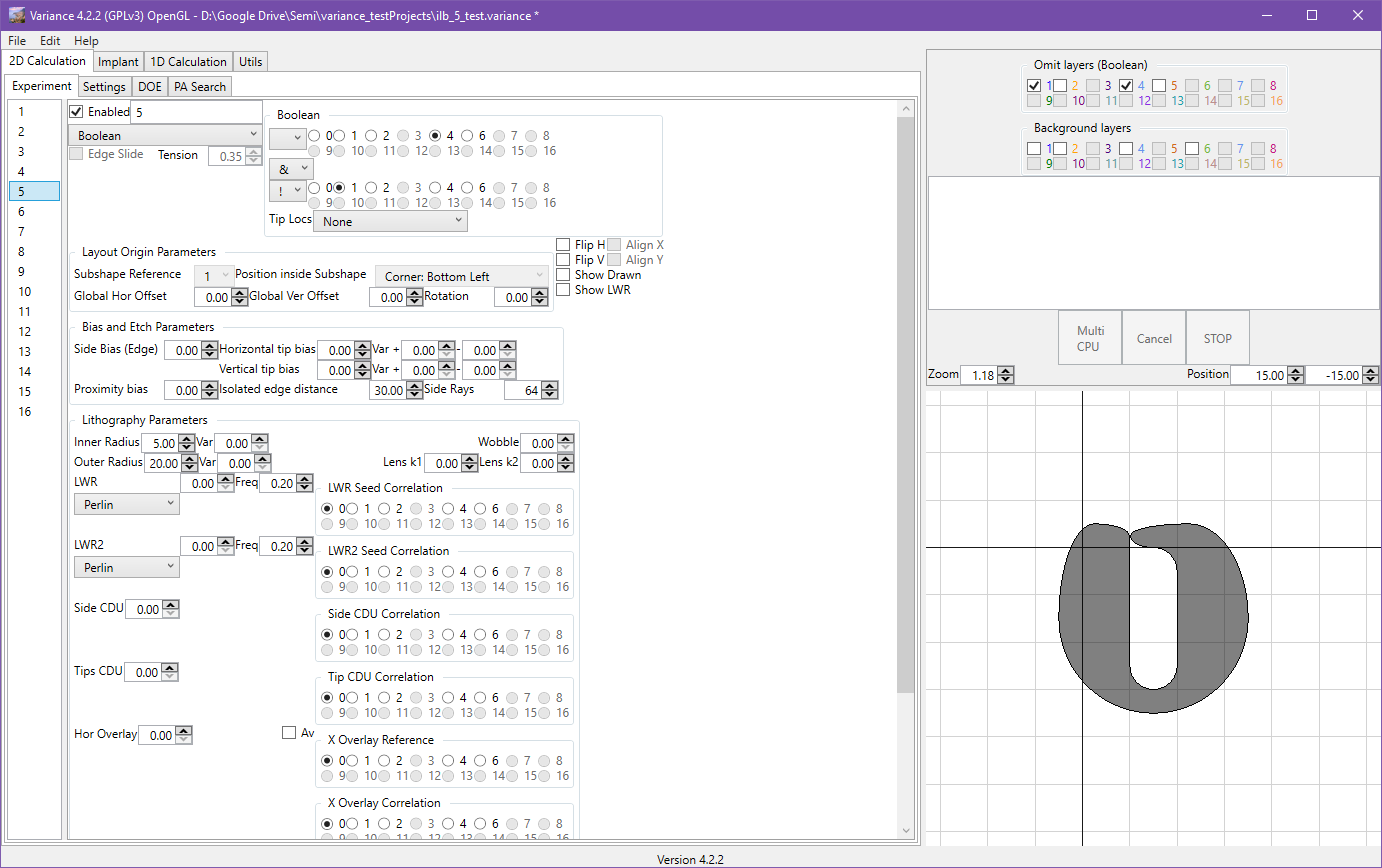 Variance 4.2.2 (GPLv3) OpenGL - D:\Google Drive\Semi\variance_testProjects\ilb_5_test.variance *
File Edit Help
2D Calculation Implant 1D Calculation Utils
Experiment Settings DOE PA Search
1
2
3
4
5
6
7
8
9
10
11
12
13
14
15
16
Enabled 5
Boolean
Edge Slide Tension 0.35
Boolean
0 1 2 3 4 6 7 8
9 10 11 12 13 14 15 16
&
! 0 1 2 3 4 6 7 8
9 10 11 12 13 14 15 16
Tip Locs None
Layout Origin Parameters
Subshape Reference 1 Position inside Subshape Corner: Bottom Left
Global Hor Offset 0.00 Global Ver Offset 0.00 Rotation 0.00
Flip H Align X
Flip V Align Y
Show Drawn
Show LWR
Bias and Etch Parameters
Side Bias (Edge) 0.00 Horizontal tip bias 0.00 Var + 0.00 - 0.00
Vertical tip bias 0.00 Var + 0.00 - 0.00
Proximity bias 0.00 Isolated edge distance 30.00 Side Rays 64
Lithography Parameters
Inner Radius 5.00 Var 0.00 Wobble 0.00
Outer Radius 20.00 Var 0.00 Lens k1 0.00 Lens k2 0.00
LWR 0.00 Freq 0.20
Perlin
LWR Seed Correlation
0 1 2 3 4 6 7 8
9 10 11 12 13 14 15 16
LWR2 0.00 Freq 0.20
Perlin
LWR2 Seed Correlation
0 1 2 3 4 6 7 8
9 10 11 12 13 14 15 16
Side CDU 0.00
Side CDU Correlation
0 1 2 3 4 6 7 8
9 10 11 12 13 14 15 16
Tips CDU 0.00
Tip CDU Correlation
0 1 2 3 4 6 7 8
9 10 11 12 13 14 15 16
Hor Overlay 0.00 Av
X Overlay Reference
0 1 2 3 4 6 7 8
9 10 11 12 13 14 15 16
X Overlay Correlation
0 1 2 3 4 6 7 8
9 10 11 12 13 14 15 16
Omit layers (Boolean)
1 2 3 4 5 6 7 8
9 10 11 12 13 14 15 16
Background layers
1 2 3 4 5 6 7 8
9 10 11 12 13 14 15 16
Multi
CPU
Cancel
STOP
Zoom 1.18 Position 15.00 -15.00
Version 4.2.2